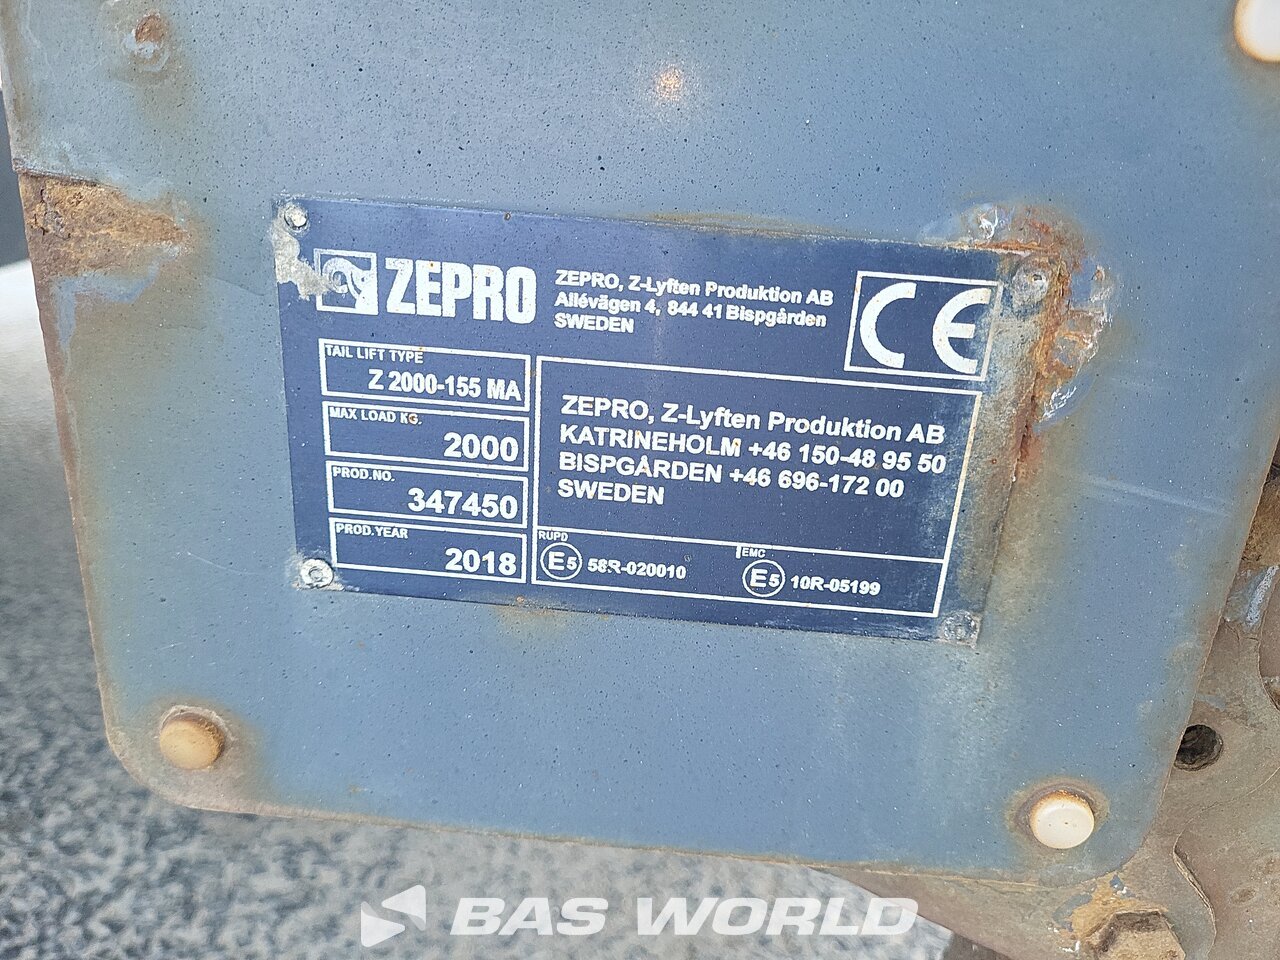 ZEPRO
ZEPRO, Z-Lyften Produktion AB
Allévägen 4, 844 41 Bispgården
SWEDEN
CE
TAIL LIFT TYPE
Z 2000-155 MA
MAX LOAD KG.
2000
PROD.NO.
347450
PROD.YEAR
2018
ZEPRO, Z-Lyften Produktion AB
KATRINEHOLM +46 150-48 95 50
BISPGÅRDEN +46 696-172 00
SWEDEN
RUPD
E5 58R-020010
EMC
E5 10R-05199
BAS WORLD